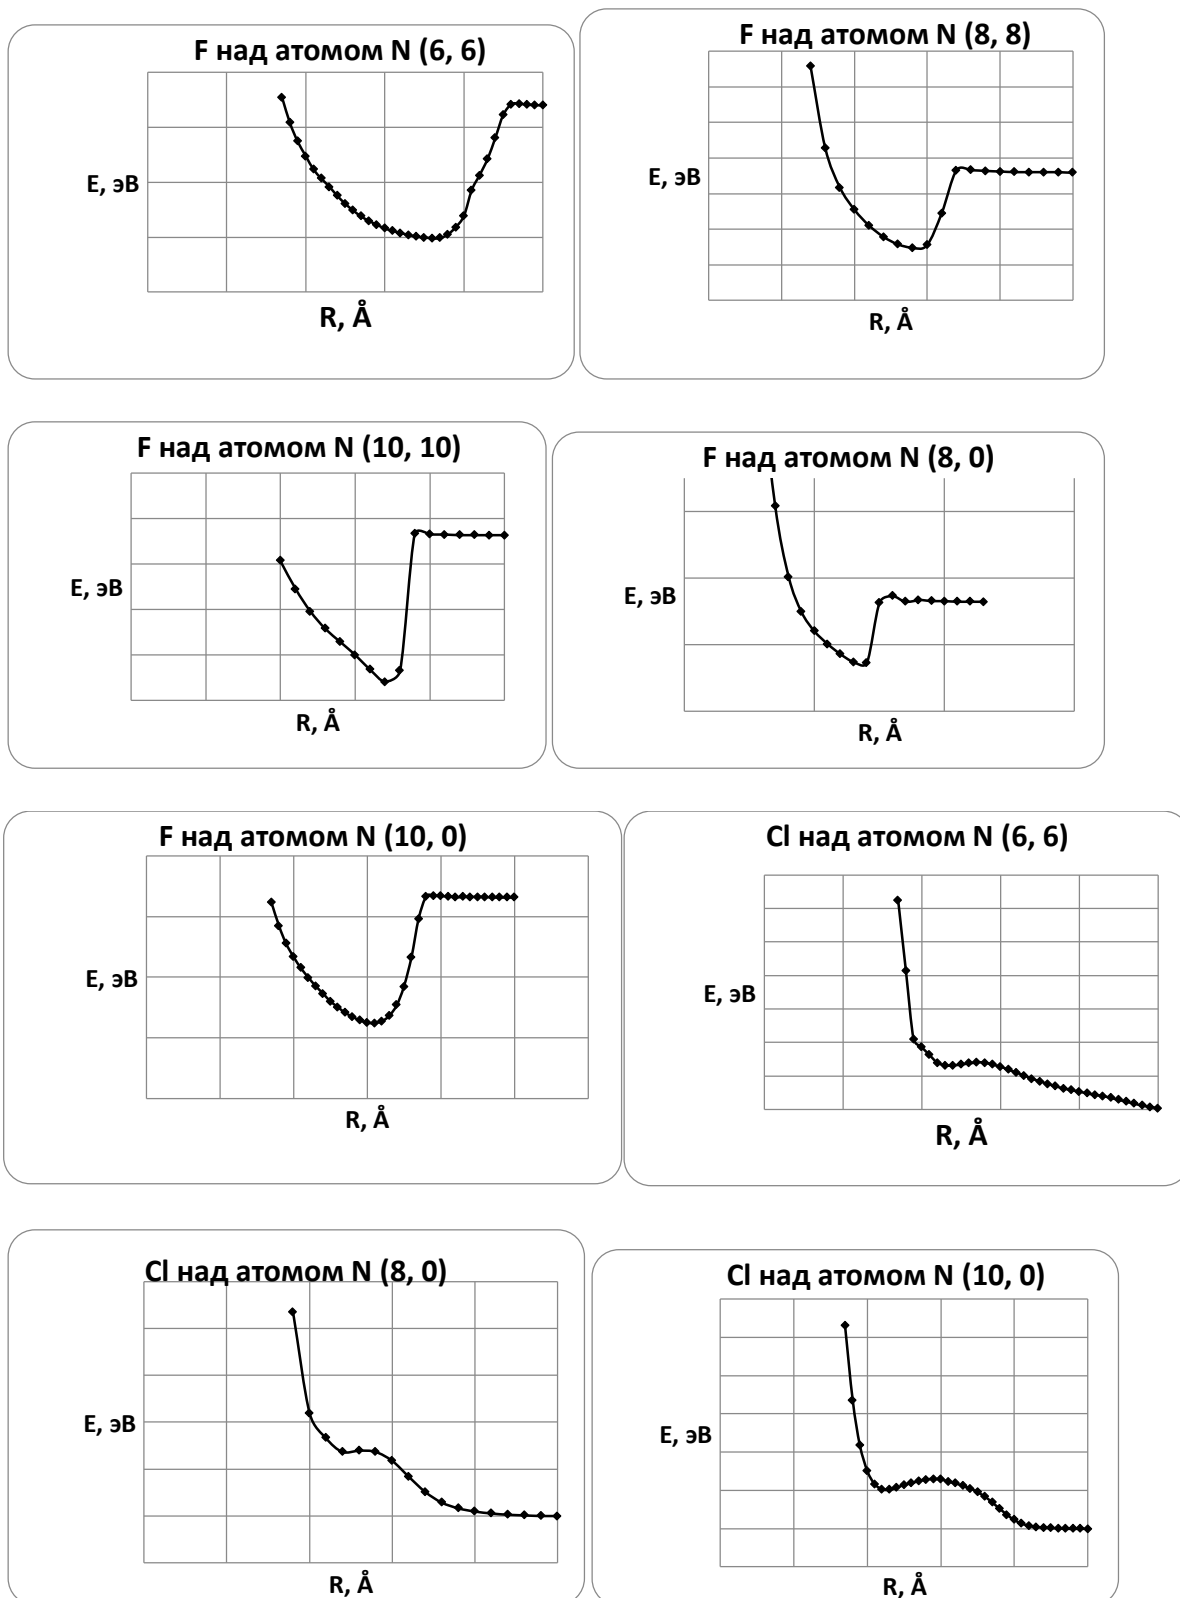 F над атомом N (6, 6)
E, эВ
R, Å
F над атомом N (8, 8)
E, эВ
R, Å
F над атомом N (10, 10)
E, эВ
R, Å
F над атомом N (8, 0)
E, эВ
R, Å
F над атомом N (10, 0)
E, эВ
R, Å
Cl над атомом N (6, 6)
E, эВ
R, Å
Cl над атомом N (8, 0)
E, эВ
R, Å
Cl над атомом N (10, 0)
E, эВ
R, Å